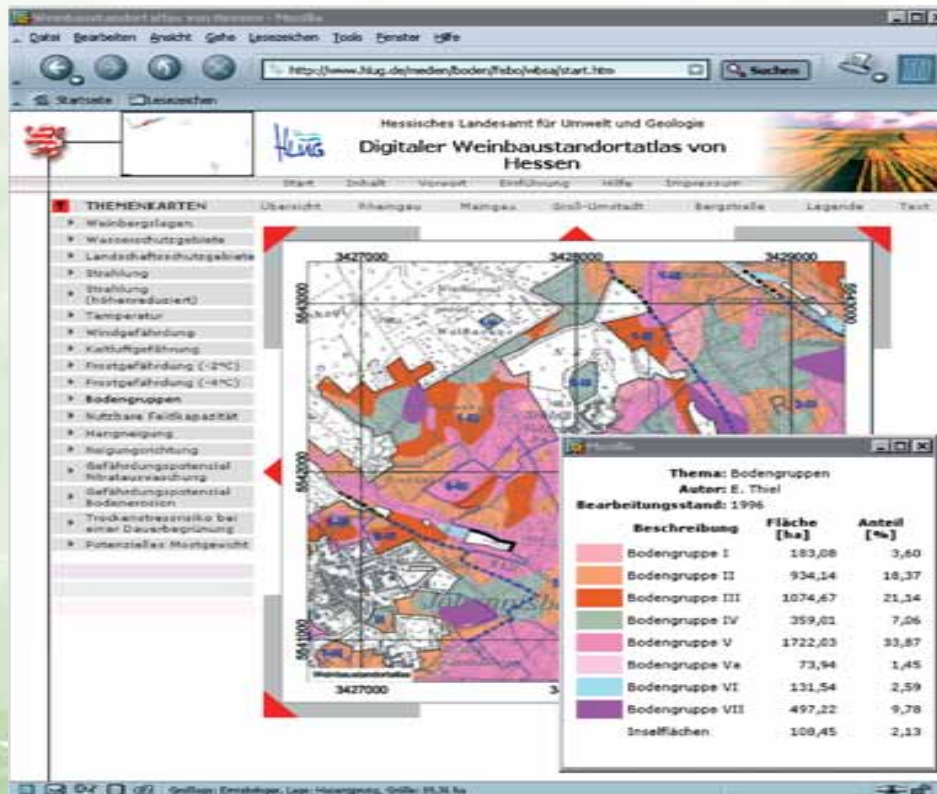 Weinbaustandortatlas von Hessen - Mozilla
Datei Bearbeiten Ansicht Gehe Lesezeichen Tools Fenster Hilfe
http://www.hlug.de/medien/boden/fisbo/wbsa/start.htm
Suchen
Startseite Lesezeichen
HLUG
Hessisches Landesamt für Umwelt und Geologie
Digitaler Weinbaustandortatlas von
Hessen
Start Inhalt Vorwort Einführung Hilfe Impressum
THEMENKARTEN
Übersicht Rheingau Maingau Groß-Umstadt Bergstraße Legende Text
Weinbergslagen
Wasserschutzgebiete
Landschaftsschutzgebiete
Strahlung
Strahlung
(höhenreduziert)
Temperatur
Windgefährdung
Kaltluftgefährdung
Frostgefährdung (-2°C)
Frostgefährdung (-4°C)
Bodengruppen
Nutzbare Feldkapazität
Hangneigung
Neigungsrichtung
Gefährdungspotenzial
Nitratauswaschung
Gefährdungspotenzial
Bodenerosion
Trockenstressrisiko bei
einer Dauerbegrünung
Potenzielles Mostgewicht
3427000 3428000 3429000
5543000 5543000
5542000
5541000
Weinbaustandortatlas
3427000
Mozilla
Thema: Bodengruppen
Autor: E. Thiel
Bearbeitungsstand: 1996
Beschreibung Fläche [ha] Anteil [%]
Bodengruppe I 183,08 3,60
Bodengruppe II 934,14 18,37
Bodengruppe III 1074,67 21,14
Bodengruppe IV 359,01 7,06
Bodengruppe V 1722,03 33,87
Bodengruppe Va 73,94 1,45
Bodengruppe VI 131,54 2,59
Bodengruppe VII 497,22 9,78
Inselflächen 108,45 2,13